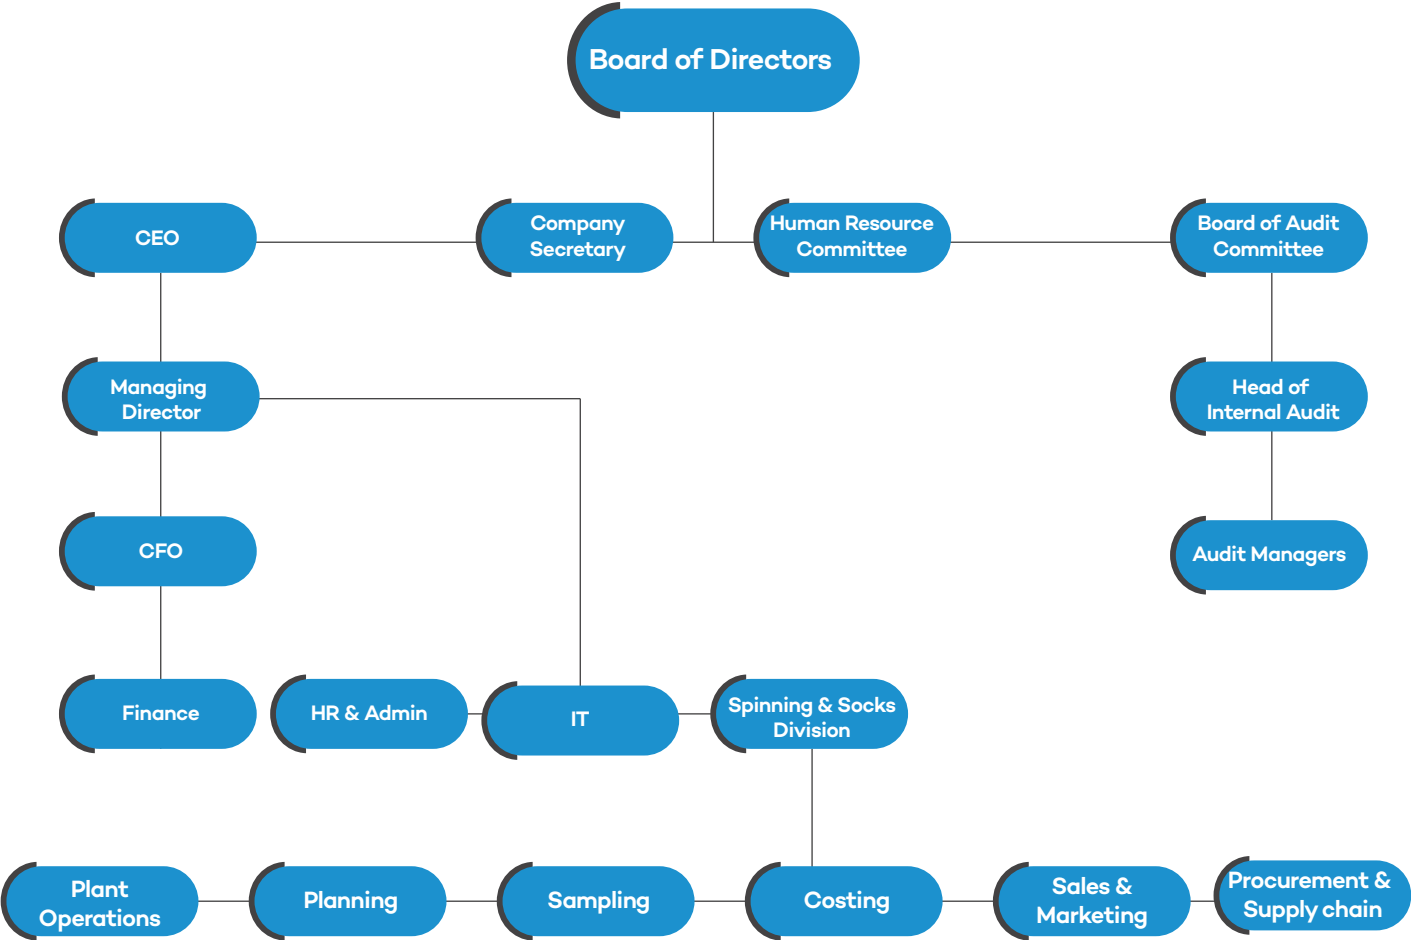 Board of Directors
CEO
Company
Secretary
Human Resource
Committee
Board of Audit
Committee
Managing
Director
Head of
Internal Audit
CFO
Audit Managers
Finance
HR & Admin
IT
Spinning & Socks
Division
Plant
Operations
Planning
Sampling
Costing
Sales &
Marketing
Procurement &
Supply chain